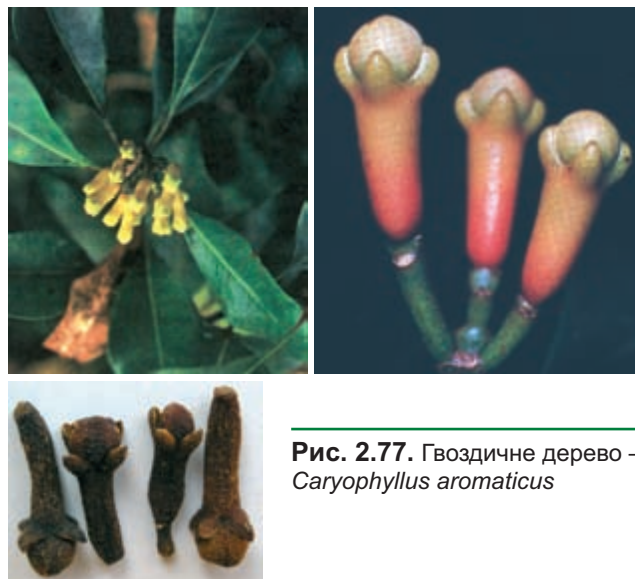 Рис. 2.77. Гвоздичне дерево –
Caryophyllus aromaticus